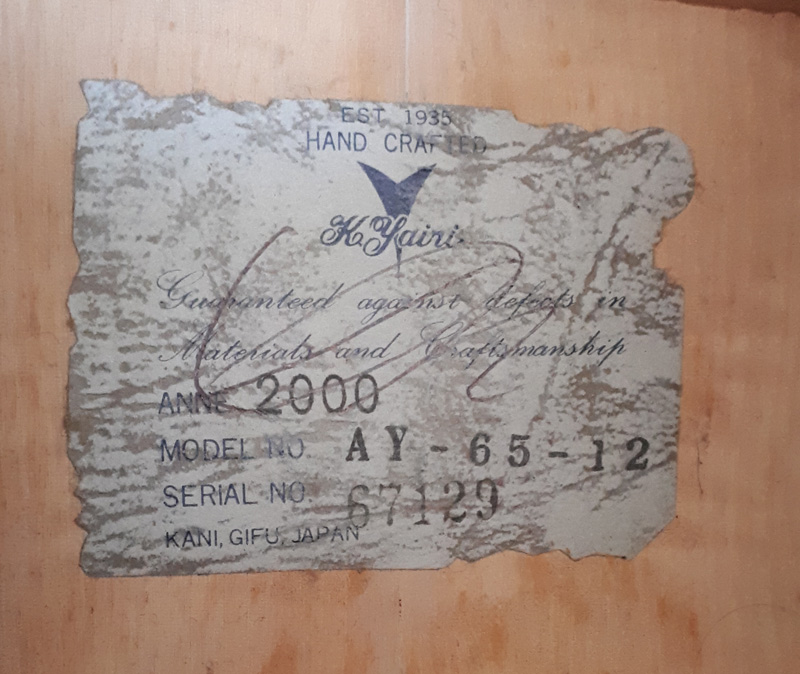 EST 1935
HAND CRAFTED
K.Yairi
Guaranteed against defects in
Materials and Craftsmanship
ANNE 2000
MODEL NO AY-65-12
SERIAL NO. 67129
KANI, GIFU, JAPAN